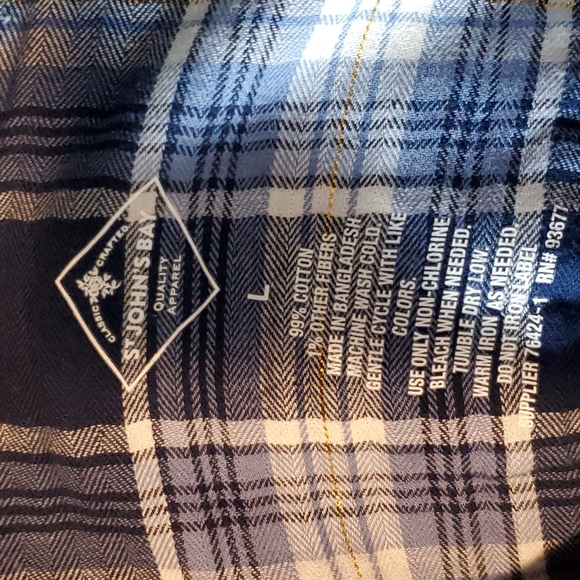 CLASSIC CRAFTED
ST JOHN'S BAY
QUALITY
APPAREL
L
99% COTTON
1% OTHER FIBERS
MADE IN BANGLADESH
MACHINE WASH COLD,
GENTLE CYCLE WITH LIKE
COLORS.
USE ONLY NON-CHLORINE
BLEACH WHEN NEEDED,
TUMBLE DRY LOW
WARM IRON AS NEEDED.
DO NOT IRON LABEL
SUPPLIER 76424-1 RN# 93677